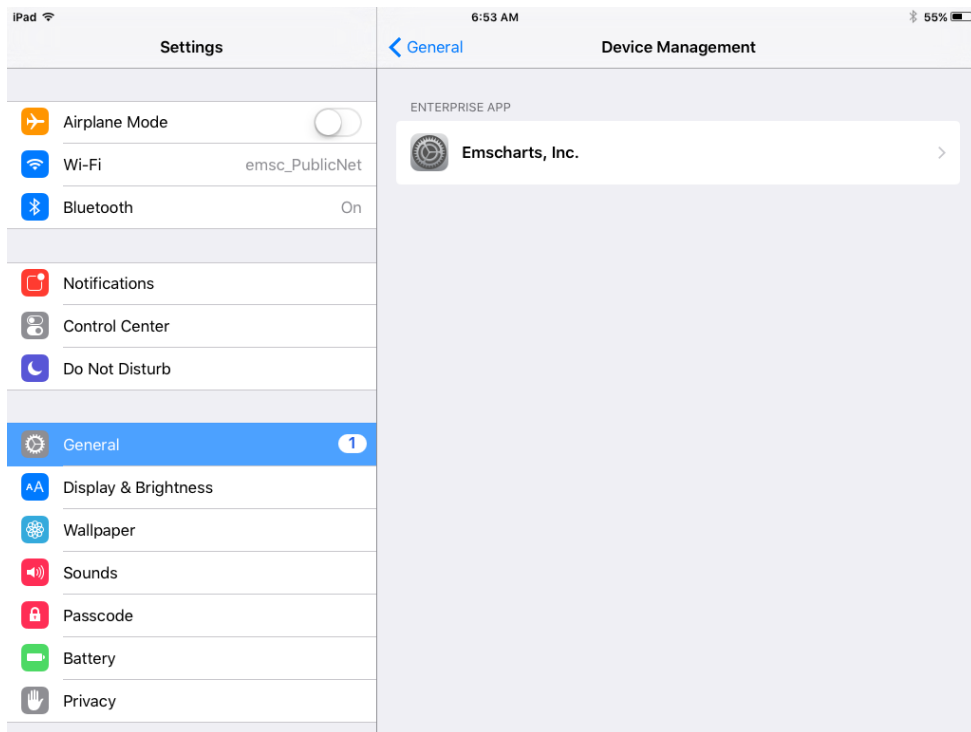 iPad 6:53 AM 55%
Settings
General Device Management
Airplane Mode
Wi-Fi emsc_PublicNet
Bluetooth On
Notifications
Control Center
Do Not Disturb
General 1
AA Display & Brightness
Wallpaper
Sounds
Passcode
Battery
Privacy
ENTERPRISE APP
Emscharts, Inc.